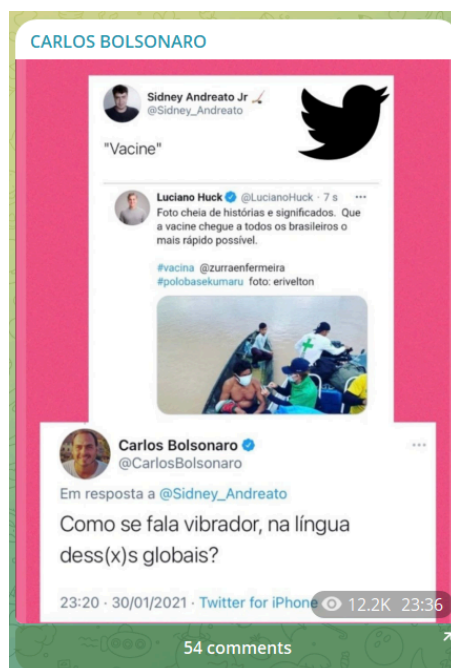 CARLOS BOLSONARO
Sidney Andreato Jr
@Sidney_Andreato
"Vacine"
Luciano Huck @LucianoHuck · 7 s ...
Foto cheia de histórias e significados. Que
a vacine chegue a todos os brasileiros o
mais rápido possível.
#vacina @zurraenfermeira
#polobasekumaru foto: erivelton
Carlos Bolsonaro ...
@CarlosBolsonaro
Em resposta a @Sidney_Andreato
Como se fala vibrador, na língua
dess(x)s globais?
23:20 · 30/01/2021 · Twitter for iPhone 12.2K 23:36
54 comments